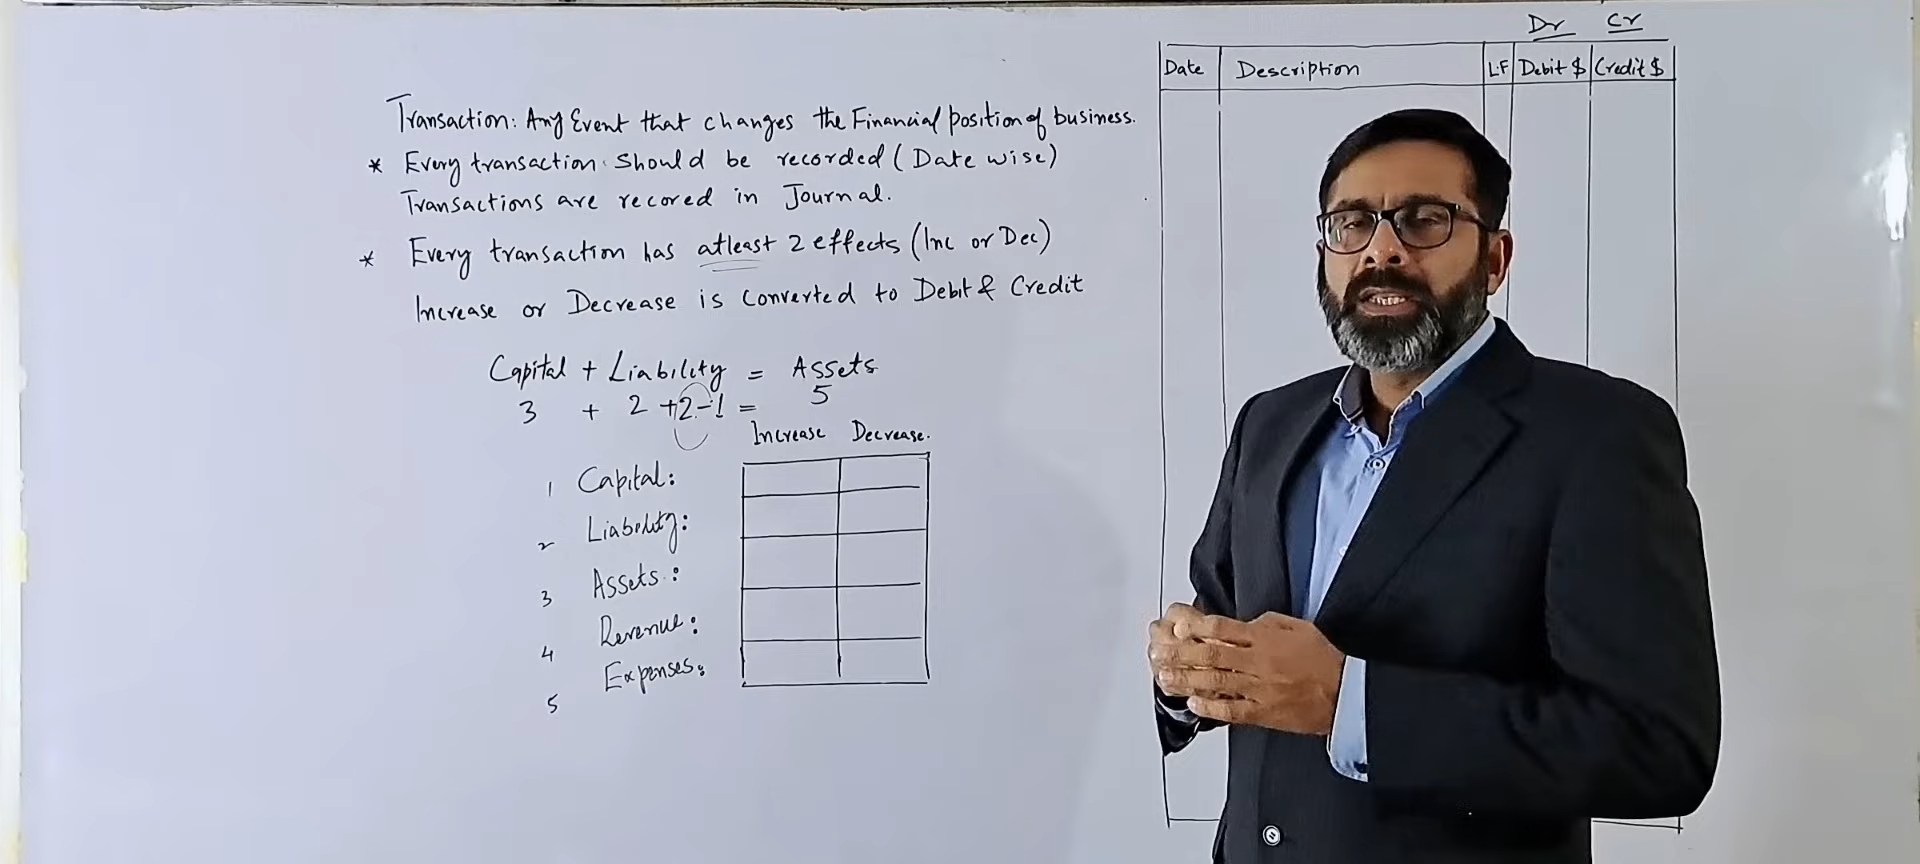 Transaction: Any Event that changes the Financial position of business.
* Every transaction should be recorded (Date wise)
Transactions are recored in Journal.
* Every transaction has atleast 2 effects (Inc or Dec)
Increase or Decrease is converted to Debit & Credit
Capital + Liability = Assets
3 + 2 +2-1 = 5
Increase Decrease.
1 Capital:
2 Liability:
3 Assets:
4 Revenue:
5 Expenses:
Dr Cr
Date Description LF Debit $ Credit $